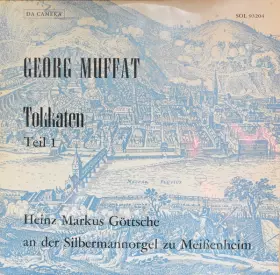 DA CAMERA
SOL 93204
GEORG MUFFAT
Tokkaten
Teil 1
Heinz Markus Göttsche
an der Silbermannorgel zu Meißenheim